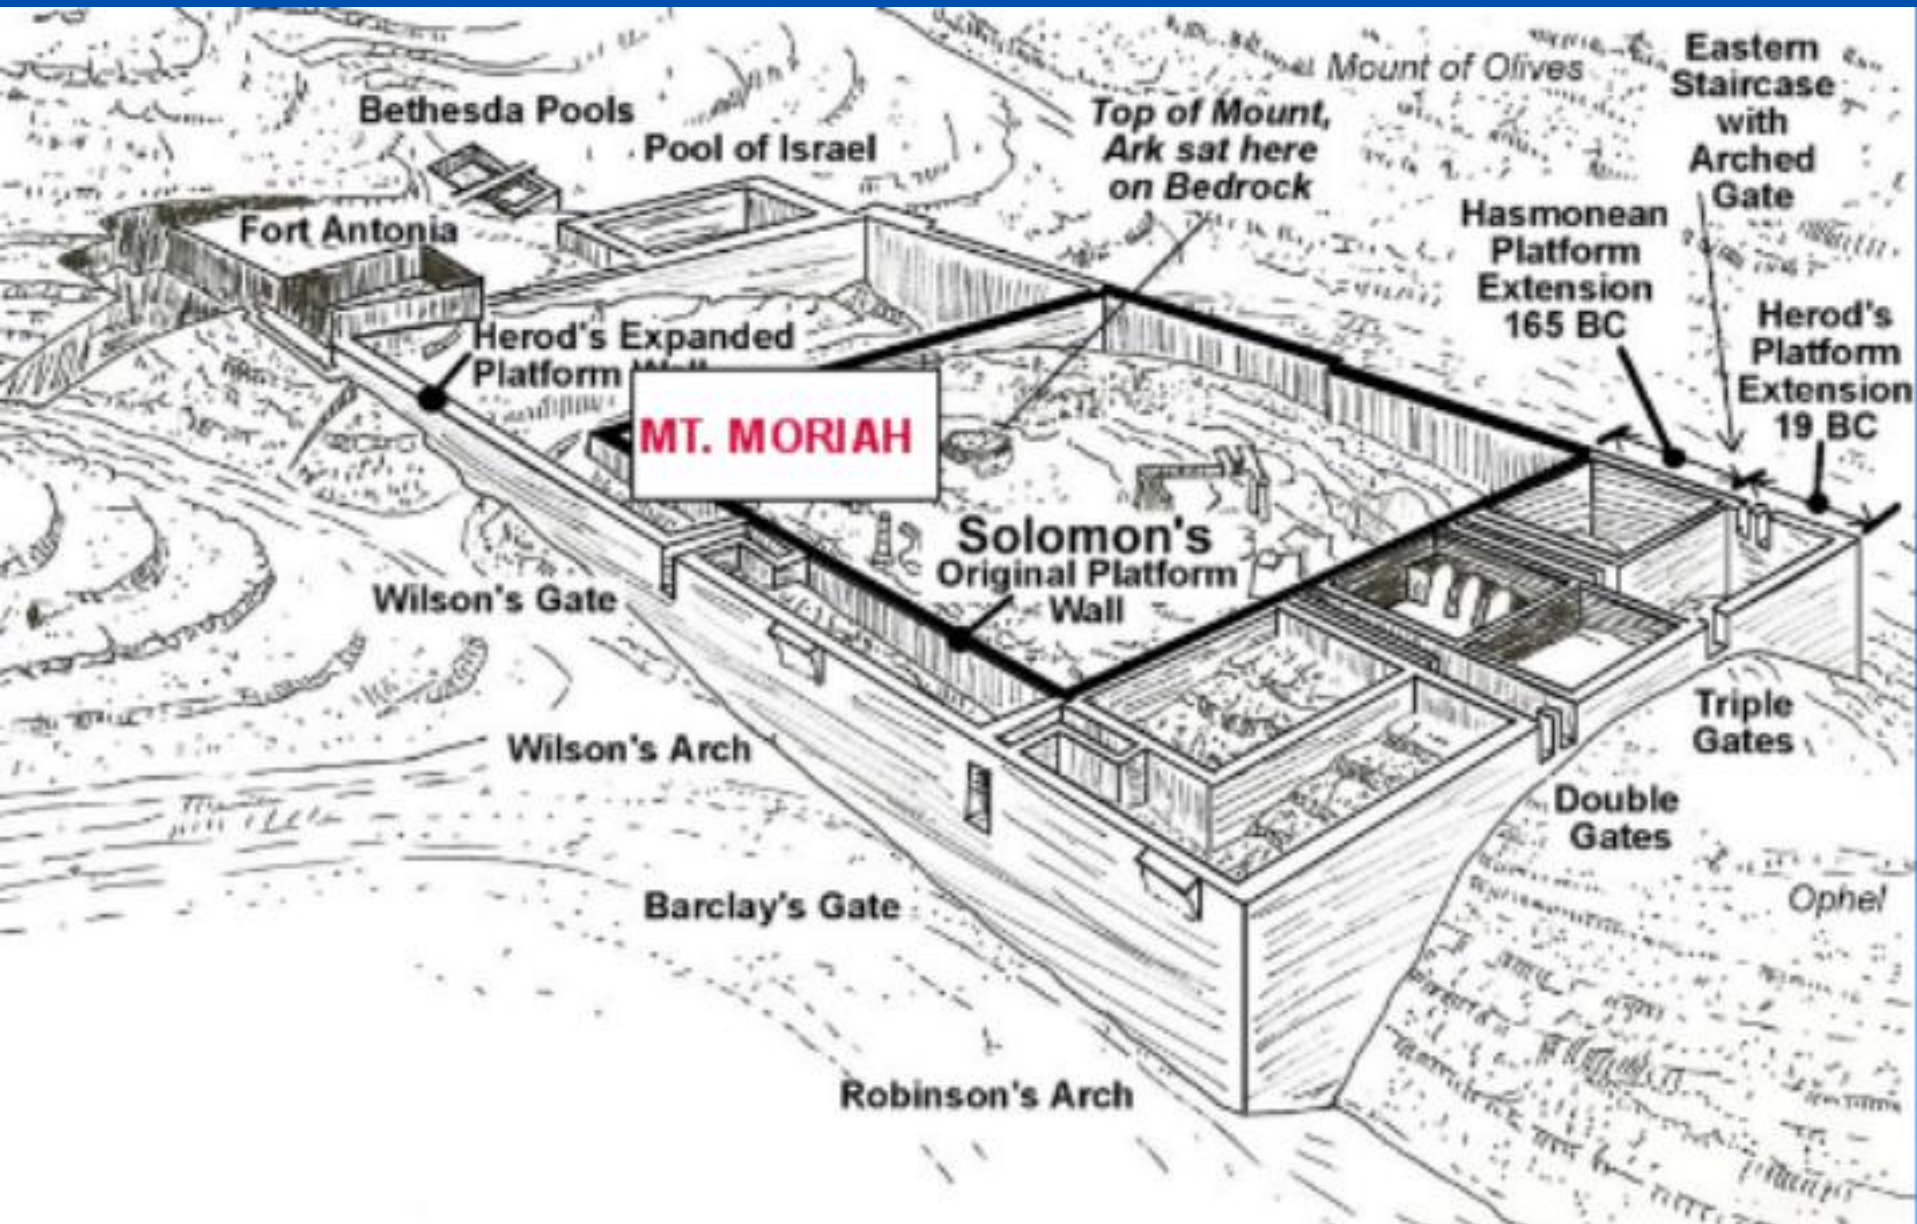 Mount of Olives
Eastern
Staircase
with
Arched
Gate
Bethesda Pools
Top of Mount,
Ark sat here
on Bedrock
Pool of Israel
Hasmonean
Platform
Extension
165 BC
Fort Antonia
Herod's
Platform
Extension
19 BC
Herod's Expanded
Platform Wall
MT. MORIAH
Solomon's
Original Platform
Wall
Wilson's Gate
Triple
Gates
Wilson's Arch
Double
Gates
Barclay's Gate
Ophel
Robinson's Arch